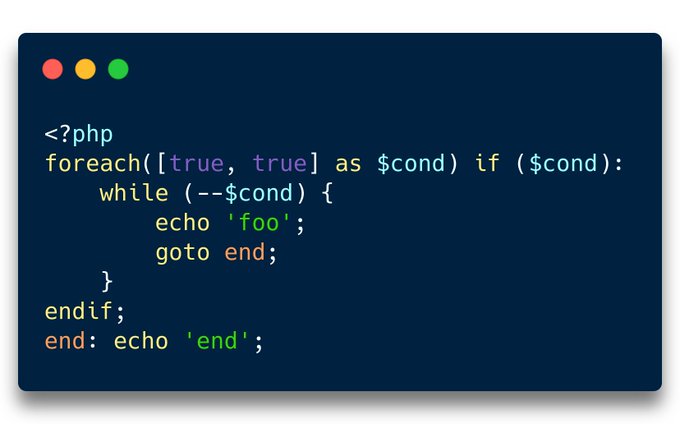 <?php
foreach([true, true] as $cond) if ($cond):
    while (--$cond) {
        echo 'foo';
        goto end;
    }
endif;
end: echo 'end';